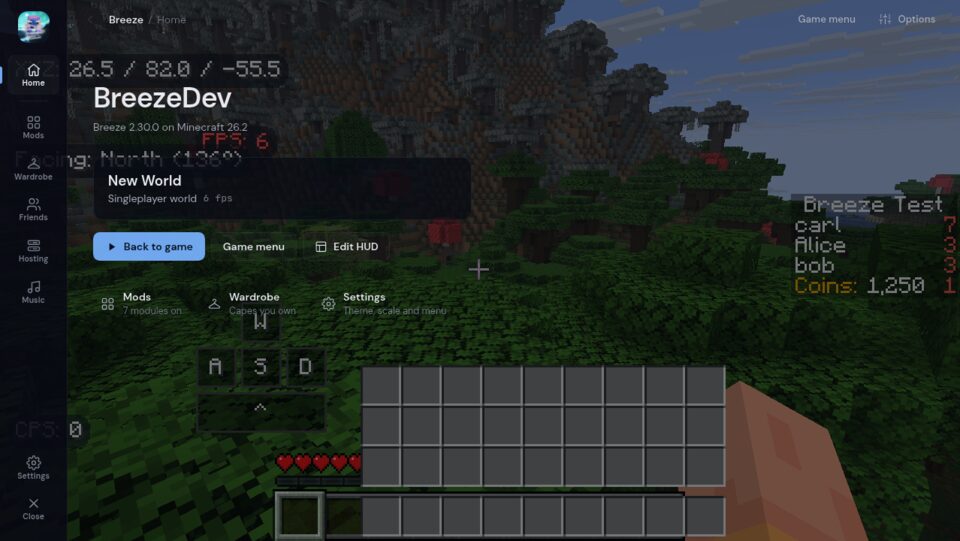 Breeze / Home
Game menu
Options
XYZ: 26.5 / 82.0 / -55.5
Home
BreezeDev
Breeze 2.30.0 on Minecraft 26.2
FPS: 6
Mods
Facing: North (136°)
Wardrobe
New World
Singleplayer world 6 fps
Friends
Breeze Test
carl 7
Alice 3
bob 3
Coins: 1,250 1
Hosting
Back to game
Game menu
Edit HUD
Music
Mods
7 modules on
Wardrobe
Capes you own
Settings
Theme, scale and menu
W
A S D
^
CPS: 0
Settings
Close